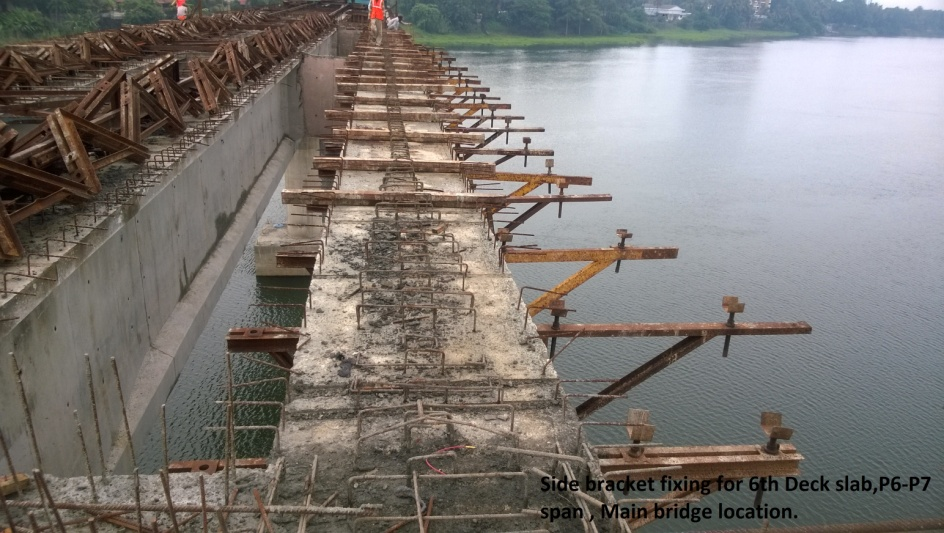 Side bracket fixing for 6th Deck slab,P6-P7
span , Main bridge location.